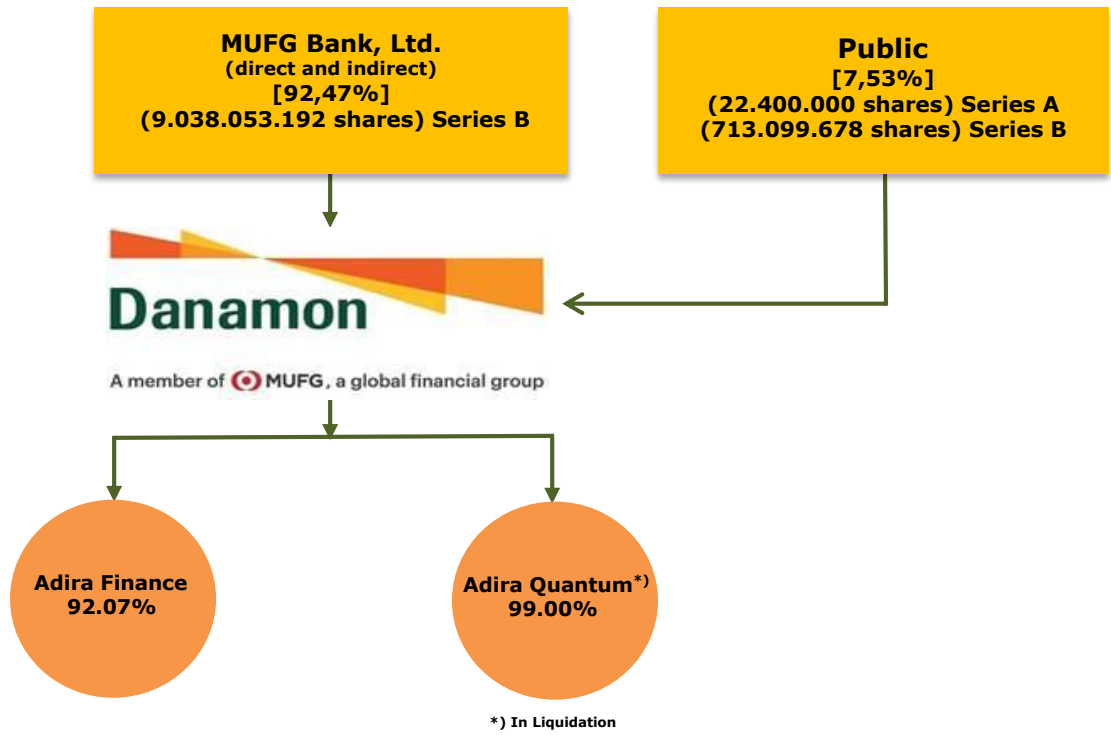 MUFG Bank, Ltd.
(direct and indirect)
[92,47%]
(9.038.053.192 shares) Series B
Public
[7,53%]
(22.400.000 shares) Series A
(713.099.678 shares) Series B
Danamon
A member of MUFG, a global financial group
Adira Finance
92.07%
Adira Quantum*)
99.00%
*) In Liquidation